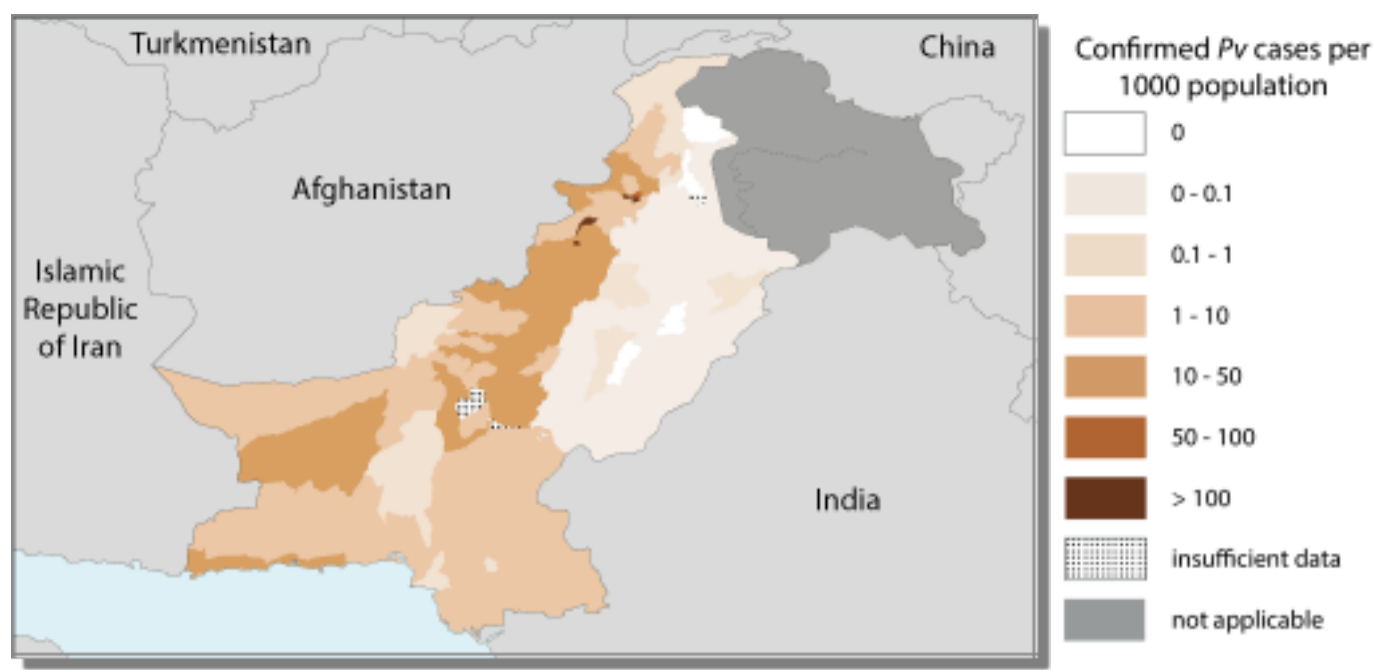 Turkmenistan
China
Afghanistan
Islamic
Republic
of Iran
India
Confirmed Pv cases per
1000 population
0
0 - 0.1
0.1 - 1
1 - 10
10 - 50
50 - 100
> 100
insufficient data
not applicable